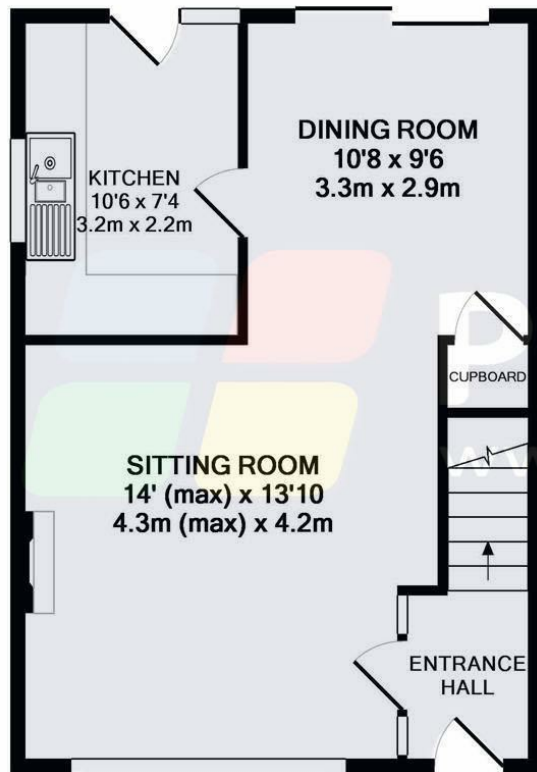 DINING ROOM
10'8 x 9'6
3.3m x 2.9m
KITCHEN
10'6 x 7'4
3.2m x 2.2m
CUPBOARD
SITTING ROOM
14' (max) x 13'10
4.3m (max) x 4.2m
ENTRANCE
HALL
P
ww